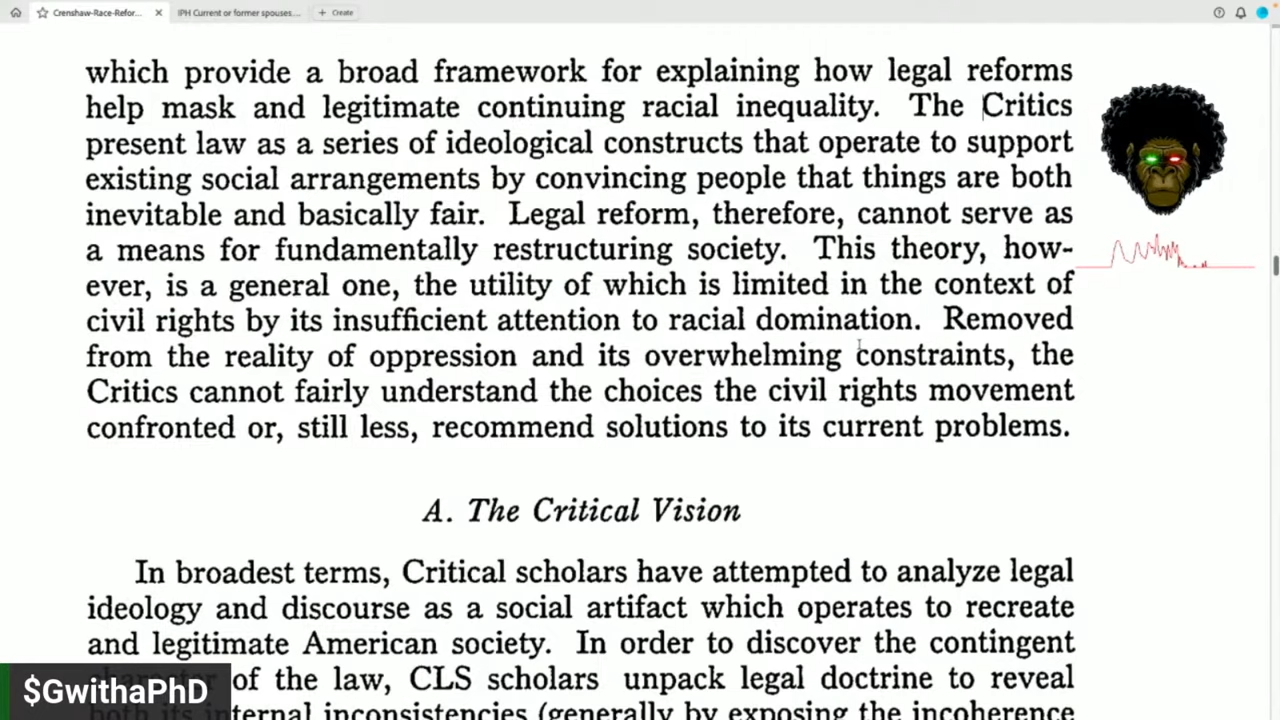 Crenshaw-Race-Refor...
IPH Current or former spouses...
Create
which provide a broad framework for explaining how legal reforms
help mask and legitimate continuing racial inequality. The Critics
present law as a series of ideological constructs that operate to support
existing social arrangements by convincing people that things are both
inevitable and basically fair. Legal reform, therefore, cannot serve as
a means for fundamentally restructuring society. This theory, how-
ever, is a general one, the utility of which is limited in the context of
civil rights by its insufficient attention to racial domination. Removed
from the reality of oppression and its overwhelming constraints, the
Critics cannot fairly understand the choices the civil rights movement
confronted or, still less, recommend solutions to its current problems.
A. The Critical Vision
In broadest terms, Critical scholars have attempted to analyze legal
ideology and discourse as a social artifact which operates to recreate
and legitimate American society. In order to discover the contingent
of the law, CLS scholars unpack legal doctrine to reveal
internal inconsistencies (generally by exposing the incoherence
$GwithaPhD